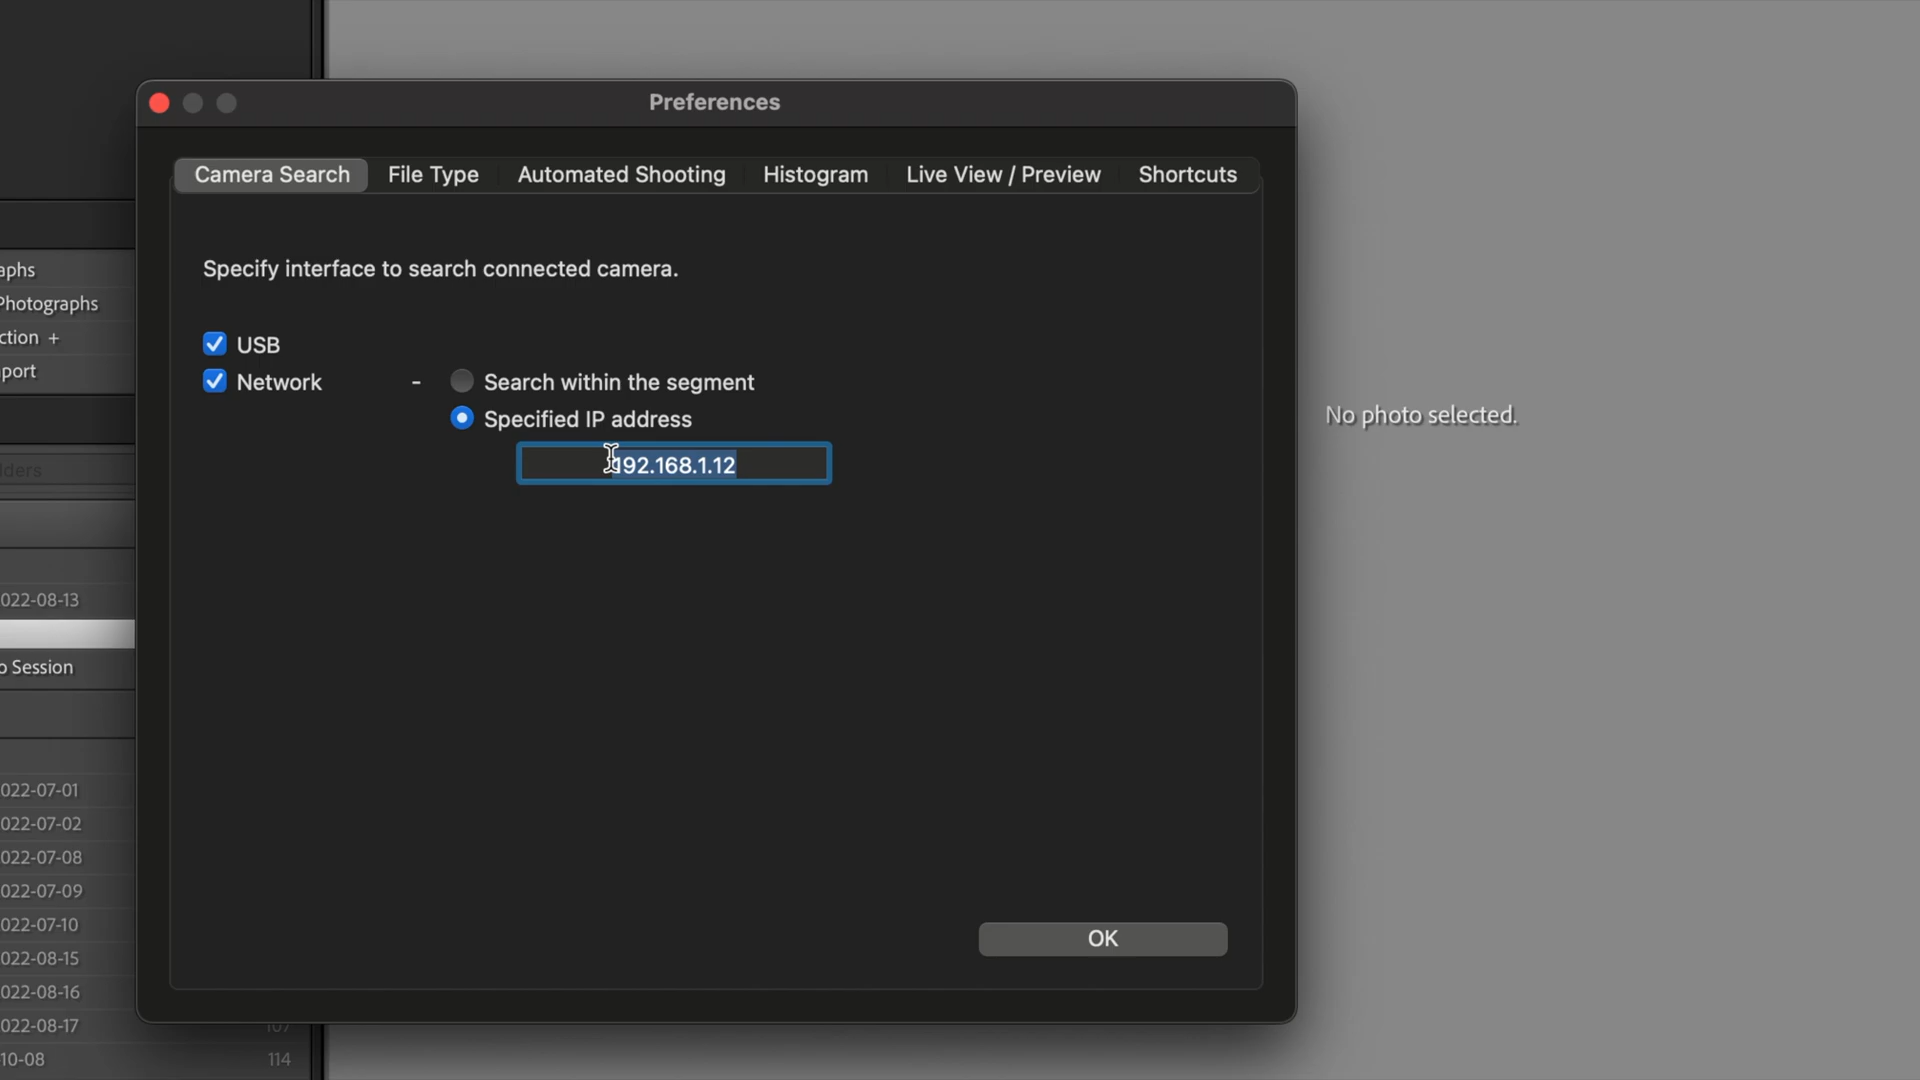 Preferences
Camera Search File Type Automated Shooting Histogram Live View / Preview Shortcuts
Specify interface to search connected camera.
USB
Network - Search within the segment
Specified IP address
192.168.1.12
OK
No photo selected.
aphs
Photographs
ction +
port
ders
022-08-13
o Session
022-07-01
022-07-02
022-07-08
022-07-09
022-07-10
022-08-15
022-08-16
022-08-17 107
10-08 114